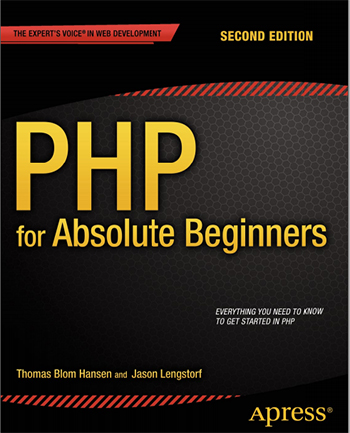 THE EXPERT'S VOICE® IN WEB DEVELOPMENT
SECOND EDITION
PHP
for Absolute Beginners
EVERYTHING YOU NEED TO KNOW
TO GET STARTED IN PHP
Thomas Blom Hansen and Jason Lengstorf
Apress®